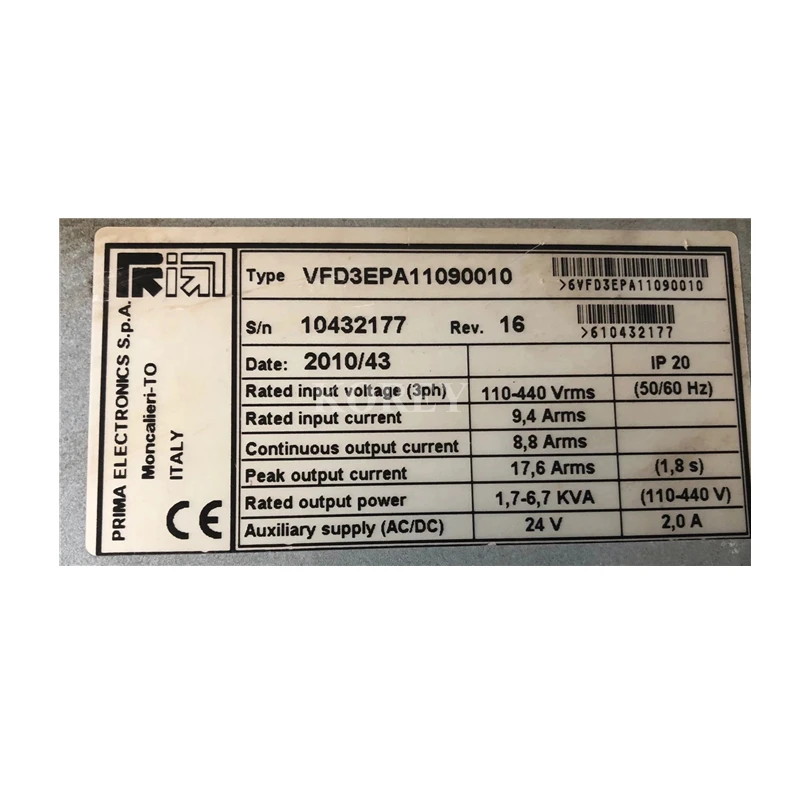 Type VFD3EPA11090010
>6VFD3EPA11090010
S/n 10432177 Rev. 16
>610432177
Date: 2010/43 IP 20
Rated input voltage (3ph) 110-440 Vrms (50/60 Hz)
Rated input current 9,4 Arms
Continuous output current 8,8 Arms
Peak output current 17,6 Arms (1,8 s)
Rated output power 1,7-6,7 KVA (110-440 V)
Auxiliary supply (AC/DC) 24 V 2,0 A
PRIMA ELECTRONICS S.p.A.
Moncalieri-TO
ITALY
CE
KOREY